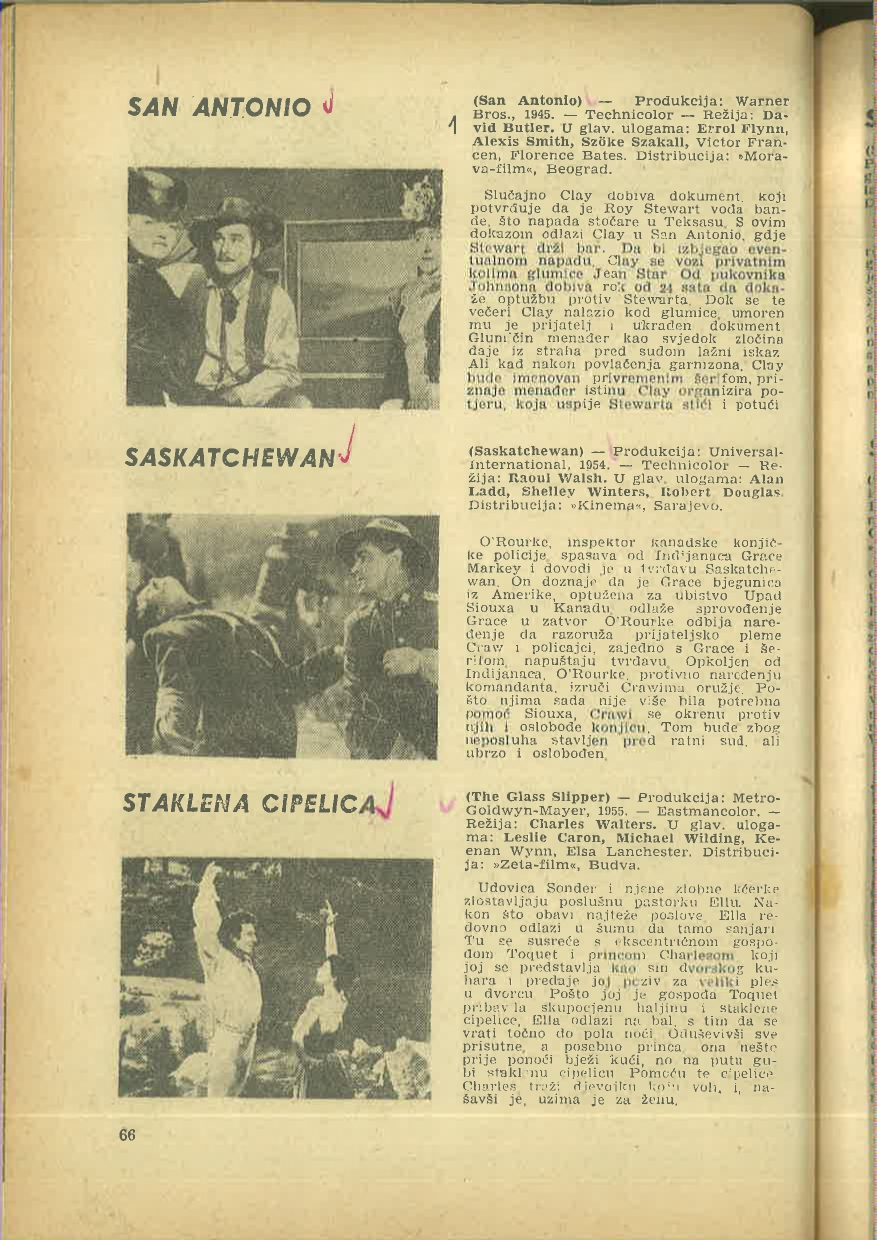 SAN ANTONIO
(San Antonio) — Produkcija: Warner
Bros., 1945. — Technicolor — Režija: Da-
vid Butler. U glav. ulogama: Errol Flynn,
Alexis Smith, Szöke Szakall, Victor Fran-
cen, Florence Bates. Distribucija: »Mora-
va-film«, Beograd.
Slučajno Clay dobiva dokument, koji
potvrđuje da je Roy Stewart vođa ban-
de, što napada stočare u Teksasu. S ovim
dokazom odlazi Clay u San Antonio, gdje
Stewart drži bar. Da bi izbjegao even-
tualnom napadu, Clay se vozi privatnim
kolima glumice Jean Star. Od pukovnika
Johnsona dobiva rok od 24 sata da doka-
že optužbu protiv Stewarta. Dok se te
večeri Clay nalazio kod glumice, umoren
mu je prijatelj i ukraden dokument
Glumičin menađer kao svjedok zločina
daje iz straha pred sudom lažni iskaz
Ali kad nakon povlačenja garnizona, Clay
bude imenovan privremenim šerifom, pri-
znaje menađer istinu Clay organizira po-
tjeru, koja uspije Stewarta stići i potući
SASKATCHEWAN
(Saskatchewan) — Produkcija: Universal-
International, 1954. — Technicolor — Re-
žija: Raoul Walsh. U glav. ulogama: Alan
Ladd, Shelley Winters, Robert Douglas.
Distribucija: »Kinema«, Sarajevo.
O'Rourke, inspektor kanadske konjič-
ke policije, spasava od Indijanaca Grace
Markey i dovodi je u tvrđavu Saskatche-
wan. On doznaje da je Grace bjegunica
iz Amerike, optužena za ubistvo Upad
Siouxa u Kanadu, odlaže sprovođenje
Grace u zatvor O'Rourke odbija nare-
đenje da razoruža prijateljsko pleme
Craw i policajci, zajedno s Grace i še-
rifom, napuštaju tvrđavu. Opkoljen od
Indijanaca, O'Rourke, protivno naređenju
komandanta, izruči Crawima oružje. Po-
što njima sada nije više bila potrebna
pomoć Siouxa, Crawi se okrenu protiv
njih i oslobode konjicu. Tom bude zbog
neposluha stavljen pred ratni sud, ali
ubrzo i oslobođen.
STAKLENA CIPELICA
(The Glass Slipper) — Produkcija: Metro-
Goldwyn-Mayer, 1955. — Eastmancolor. —
Režija: Charles Walters. U glav. uloga-
ma: Leslie Caron, Michael Wilding, Ke-
enan Wynn, Elsa Lanchester. Distribuci-
ja: »Zeta-film«, Budva.
Udovica Sonder i njene zlobne kćerke
zlostavljaju poslušnu pastorku Ellu. Na-
kon što obavi najteže poslove, Ella re-
dovno odlazi u šumu da tamo sanjari
Tu se susreće s ekscentričnom gospo-
đom Toquet i princom Charlesom, koji
joj se predstavlja kao sin dvorskog ku-
hara i predaje joj poziv za veliki ples
u dvorcu Pošto joj je gospođa Toquet
pribavila skupocjenu haljinu i staklene
cipelice, Ella odlazi na bal, s tim da se
vrati točno do pola noći. Oduševivši sve
prisutne, a posebno princa, ona nešto
prije ponoći bježi kući, no na putu gu-
bi staklenu cipelicu Pomoću te cipelice
Charles traži djevojku koju voli, i, na-
šavši je, uzima je za ženu.
66